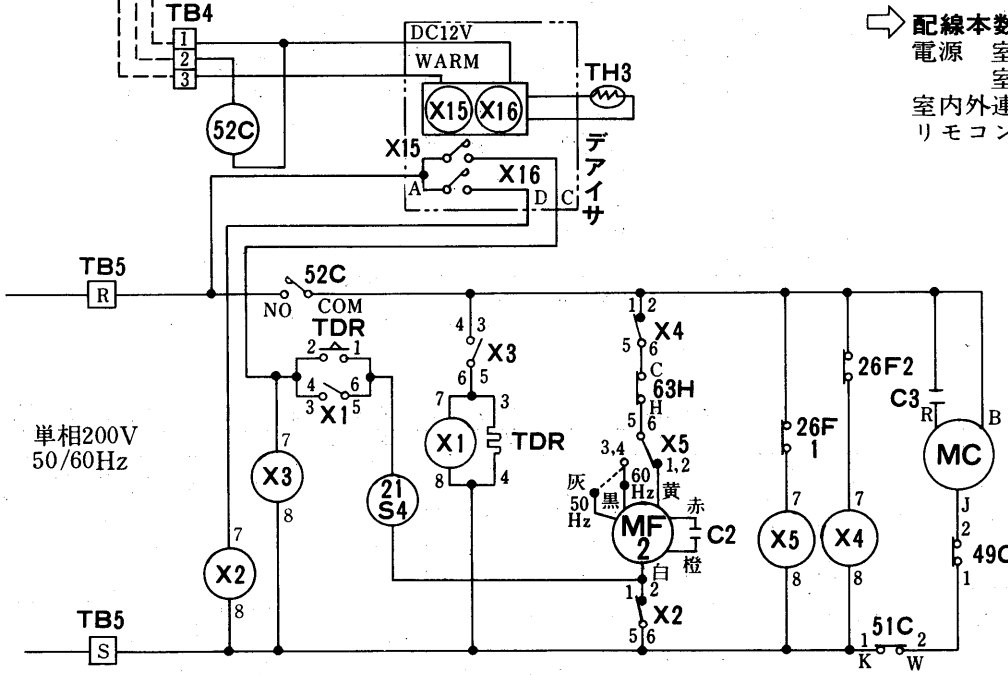 TB4
1
2
3
52C
DC12V
WARM
X15 X16
TH3
デアイサ
X15
X16
A
D C
⇨ 配線本数
電源 室
室
室内外連
リモコン
TB5
R
52C
NO
COM
TDR
2 1
4 6
3 5
X1
4 3
X3
6 5
7 3
X1
TDR
8 4
1 2
X4
5 6
C
63H
H
5 6
X5
3,4
1,2
灰
50
Hz
黒
60
Hz
黄
MF
2
赤
C2
橙
白
1 2
X2
5 6
26F
1
26F2
C3
R
B
MC
J
2
49C
1
単相200V
50/60Hz
7
X3
8
21
S4
7
X2
8
7
X5
8
7
X4
8
TB5
S
51C
1 2
K W